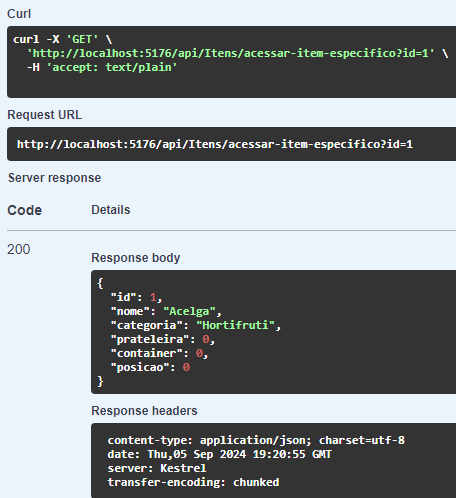 Curl
curl -X 'GET' \
'http://localhost:5176/api/Itens/acessar-item-especifico?id=1' \
-H 'accept: text/plain'
Request URL
http://localhost:5176/api/Itens/acessar-item-especifico?id=1
Server response
Code Details
200
Response body
{
"id": 1,
"nome": "Acelga",
"categoria": "Hortifruti",
"prateleira": 0,
"container": 0,
"posicao": 0
}
Response headers
content-type: application/json; charset=utf-8
date: Thu,05 Sep 2024 19:20:55 GMT
server: Kestrel
transfer-encoding: chunked